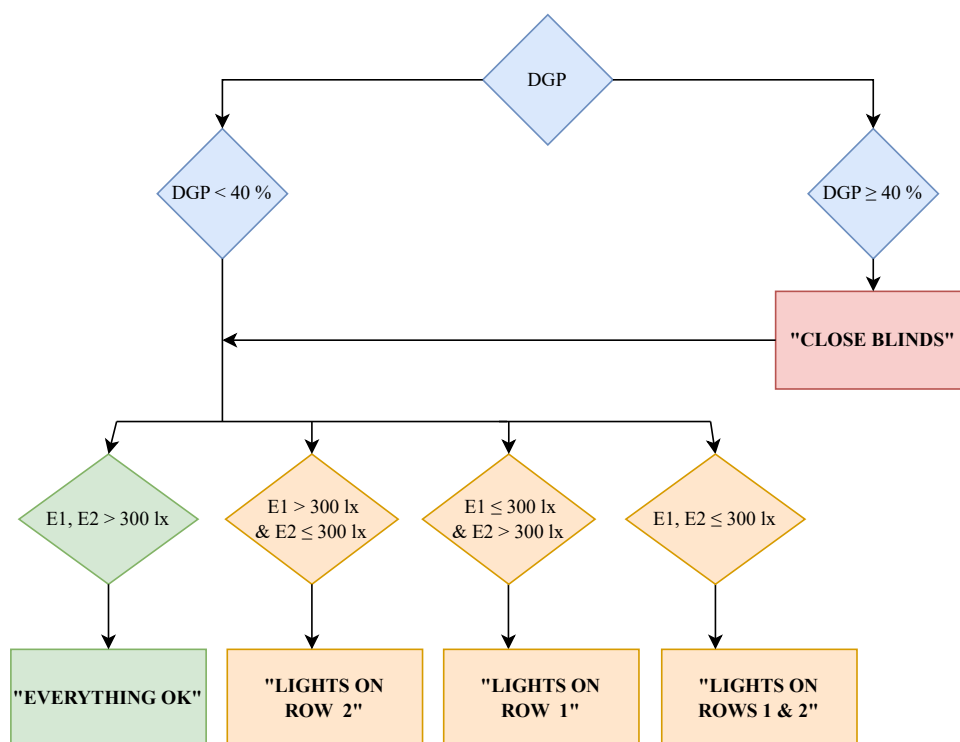 DGP
DGP < 40 %
DGP ≥ 40 %
"CLOSE BLINDS"
E1, E2 > 300 lx
E1 > 300 lx
& E2 ≤ 300 lx
E1 ≤ 300 lx
& E2 > 300 lx
E1, E2 ≤ 300 lx
"EVERYTHING OK"
"LIGHTS ON
ROW 2"
"LIGHTS ON
ROW 1"
"LIGHTS ON
ROWS 1 & 2"